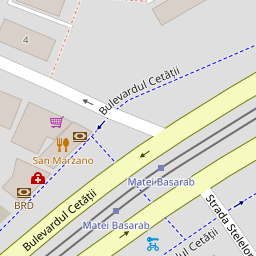 4
Bulevardul Cetății
San Marzano
Matei Basarab
BRD
Matei Basarab
Bulevardul Cetății
Strada Stelelor
Cetății